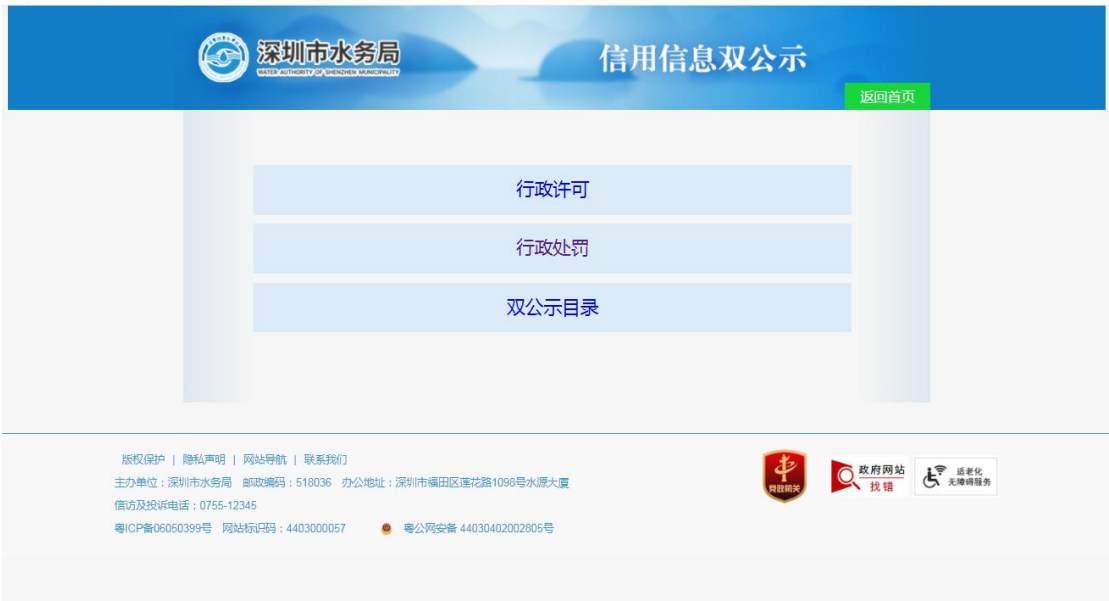 深圳市水务局
WATER AUTHORITY OF SHENZHEN MUNICIPALITY
信用信息双公示
返回首页
行政许可
行政处罚
双公示目录
版权保护 | 隐私声明 | 网站导航 | 联系我们
主办单位：深圳市水务局 邮政编码：518036 办公地址：深圳市福田区莲花路1098号水源大厦
信访及投诉电话：0755-12345
粤ICP备06050399号 网站标识码：4403000057 粤公网安备 44030402002805号
党政机关
政府网站
找错
适老化
无障碍服务